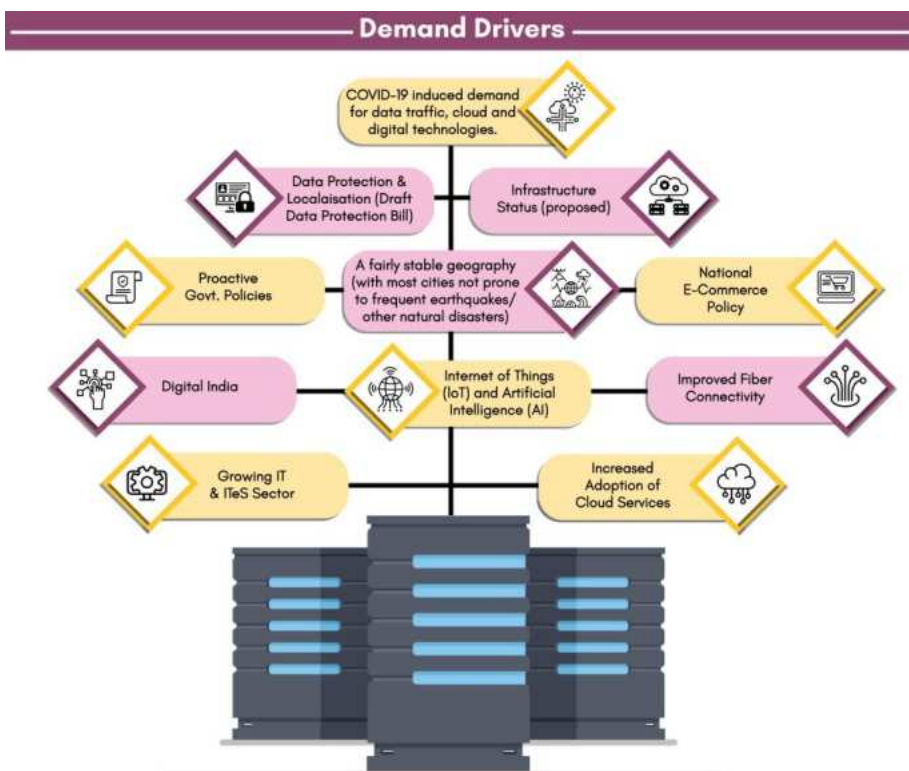 Demand Drivers
COVID-19 induced demand
for data traffic, cloud and
digital technologies.
Data Protection &
Localaisation (Draft
Data Protection Bill)
Infrastructure
Status (proposed)
Proactive
Govt. Policies
A fairly stable geography
(with most cities not prone
to frequent earthquakes/
other natural disasters)
National
E-Commerce
Policy
Digital India
Internet of Things
(IoT) and Artificial
Intelligence (AI)
Improved Fiber
Connectivity
Growing IT
& ITeS Sector
Increased
Adoption of
Cloud Services